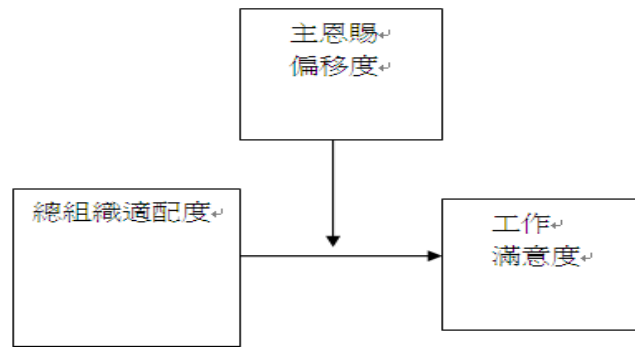 主恩賜
偏移度
總組織適配度
工作
滿意度